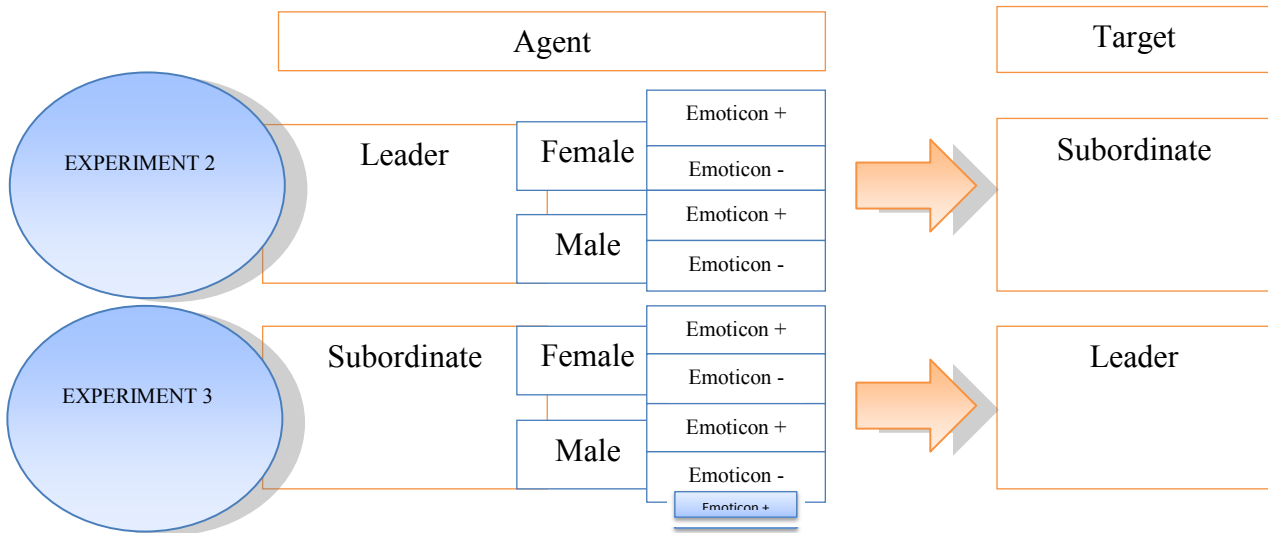 Agent
Target
EXPERIMENT 2
Leader
Female
Emoticon +
Emoticon -
Male
Emoticon +
Emoticon -
Subordinate
EXPERIMENT 3
Subordinate
Female
Emoticon +
Emoticon -
Male
Emoticon +
Emoticon -
Emoticon +
Leader